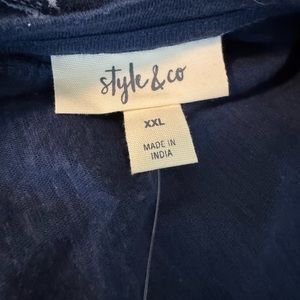 style & co
XXL
MADE IN
INDIA